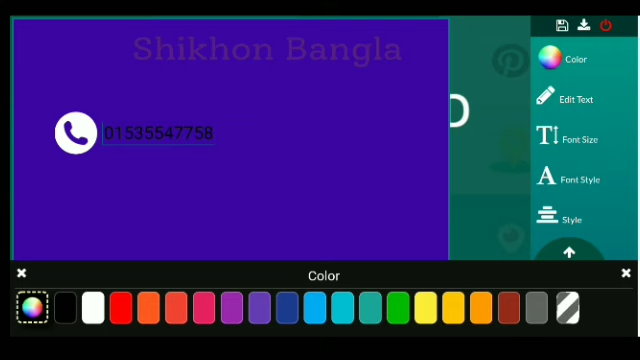 Shikhon Bangla
Color
01535547758
Edit Text
Font Size
Font Style
Style
Color